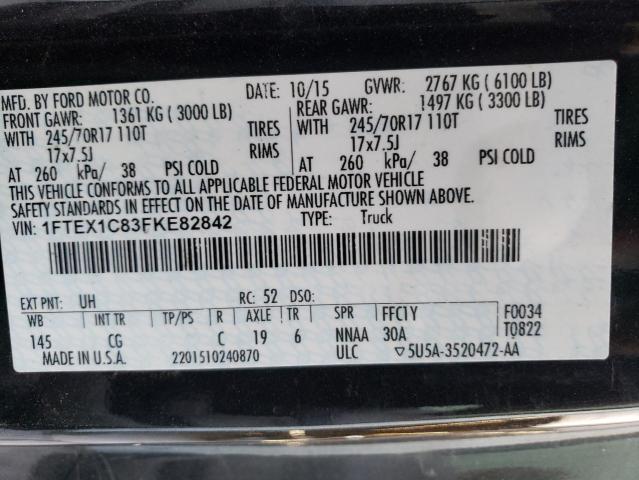 MFD. BY FORD MOTOR CO. DATE: 10/15 GVWR: 2767 KG ( 6100 LB)
FRONT GAWR: 1361 KG ( 3000 LB) REAR GAWR: 1497 KG ( 3300 LB)
WITH 245/70R17 110T TIRES WITH 245/70R17 110T TIRES
17x7.5J RIMS 17x7.5J RIMS
AT 260 kPa/ 38 PSI COLD AT 260 kPa/ 38 PSI COLD
THIS VEHICLE CONFORMS TO ALL APPLICABLE FEDERAL MOTOR VEHICLE
SAFETY STANDARDS IN EFFECT ON THE DATE OF MANUFACTURE SHOWN ABOVE.
VIN: 1FTEX1C83FKE82842 TYPE: Truck
EXT PNT: UH RC: 52 DSO:
WB INT TR TP/PS R AXLE TR SPR FFC1Y F0034
145 CG C 19 6 NNAA 30A T0822
MADE IN U.S.A. 2201510240870 ULC ▽5U5A-3520472-AA